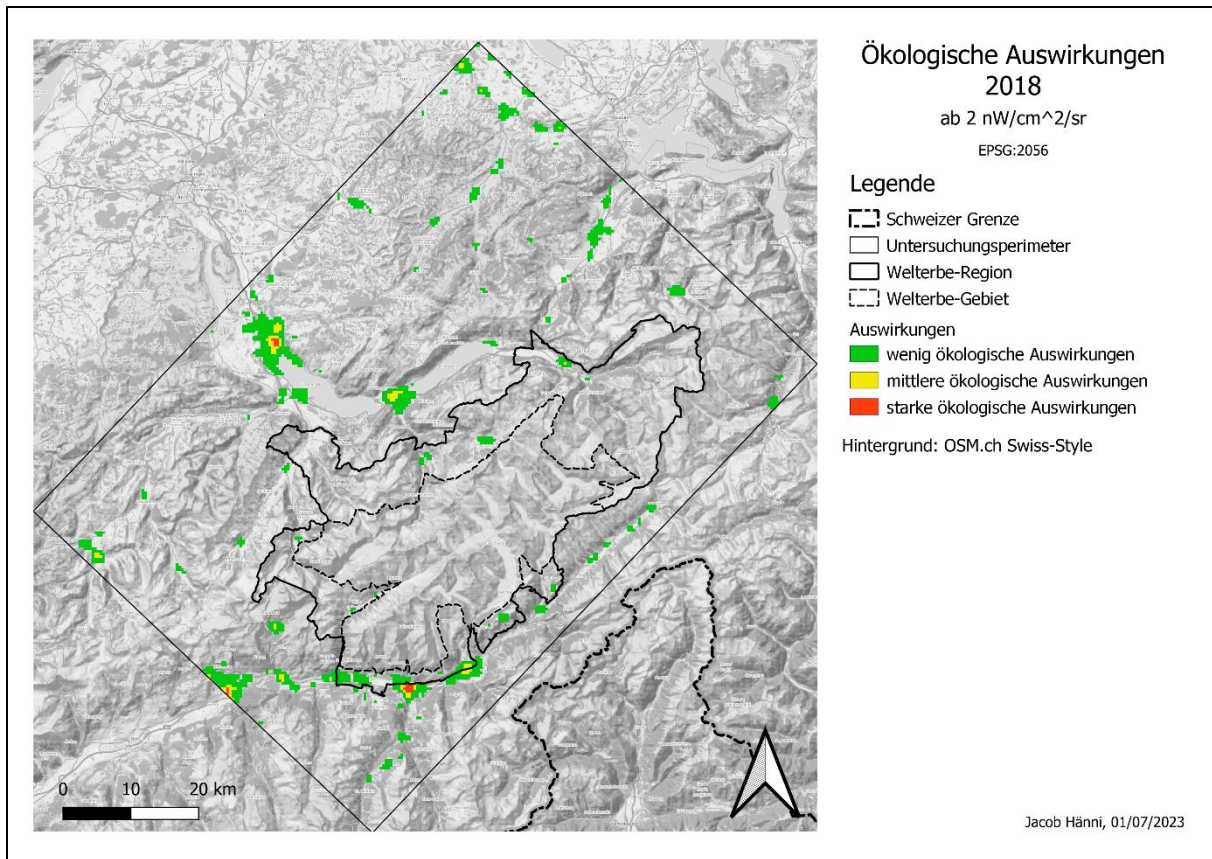 Ökologische Auswirkungen
2018
ab 2 nW/cm^2/sr
EPSG:2056
Legende
Schweizer Grenze
Untersuchungsperimeter
Welterbe-Region
Welterbe-Gebiet
Auswirkungen
wenig ökologische Auswirkungen
mittlere ökologische Auswirkungen
starke ökologische Auswirkungen
Hintergrund: OSM.ch Swiss-Style
0 10 20 km
Jacob Hänni, 01/07/2023